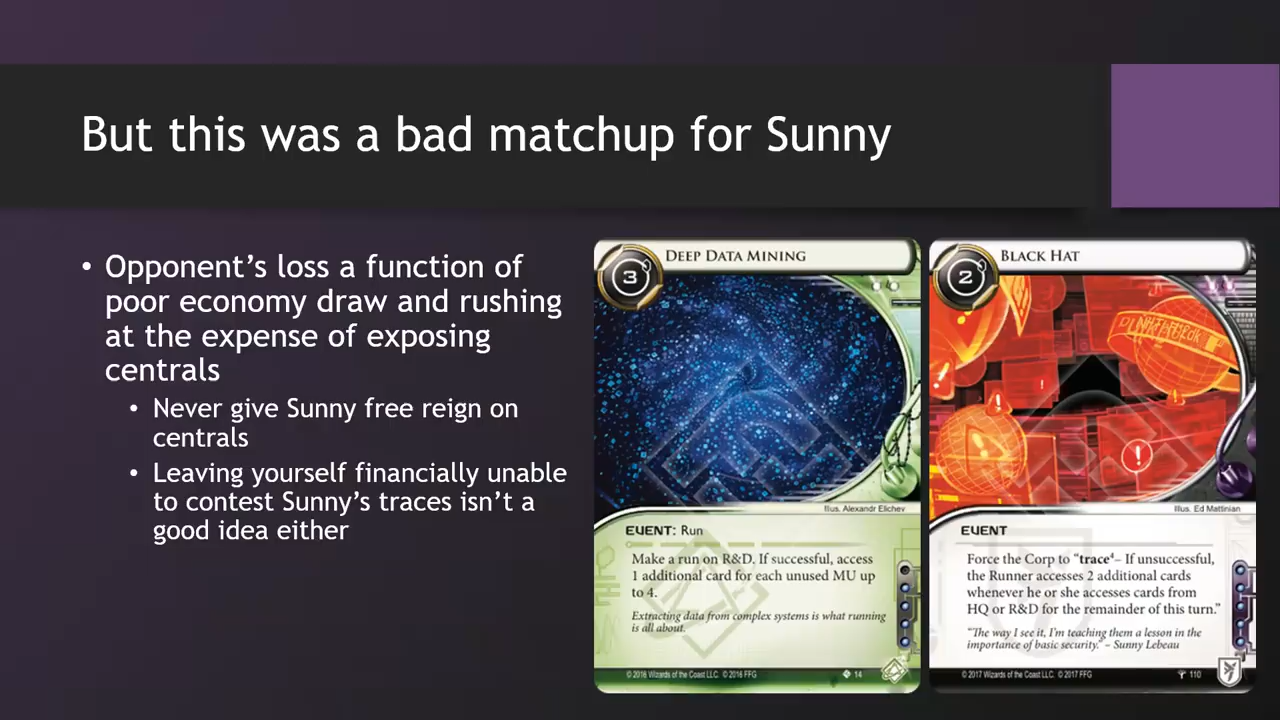 But this was a bad matchup for Sunny
• Opponent's loss a function of
poor economy draw and rushing
at the expense of exposing
centrals
• Never give Sunny free reign on
centrals
• Leaving yourself financially unable
to contest Sunny's traces isn't a
good idea either
3
DEEP DATA MINING
Illus. Alexandr Elichev
EVENT: Run
Make a run on R&D. If successful, access
1 additional card for each unused MU up
to 4.
Extracting data from complex systems is what running
is all about.
© 2016 Wizards of the Coast LLC. © 2016 FFG
14
2
BLACK HAT
Illus. Ed Mattinian
EVENT
Force the Corp to "trace⁴– If unsuccessful,
the Runner accesses 2 additional cards
whenever he or she accesses cards from
HQ or R&D for the remainder of this turn."
"The way I see it, I'm teaching them a lesson in the
importance of basic security." – Sunny Lebeau
© 2017 Wizards of the Coast LLC. © 2017 FFG
110